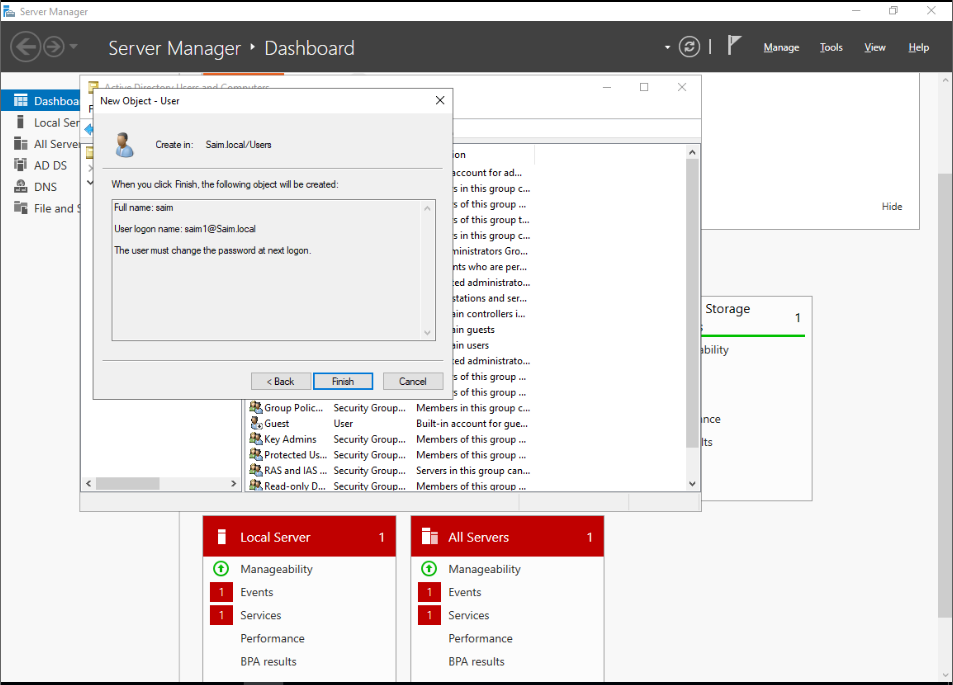 Server Manager
Server Manager • Dashboard
Manage Tools View Help
Dashboa
Local Ser
All Server
AD DS
DNS
File and S
Active Directory Users and Computers
New Object - User
Create in: Saim.local/Users
When you click Finish, the following object will be created:
Full name: saim
User logon name: saim1@Saim.local
The user must change the password at next logon.
< Back Finish Cancel
ion
ccount for ad...
s in this group c...
s of this group ...
s of this group t...
s in this group c...
ministrators Gro...
nts who are per...
ed administrato...
stations and ser...
ain controllers i...
ain guests
ain users
ed administrato...
s of this group ...
s of this group ...
Group Polic... Security Group... Members in this group c...
Guest User Built-in account for gue...
Key Admins Security Group... Members of this group ...
Protected Us... Security Group... Members of this group ...
RAS and IAS ... Security Group... Servers in this group can...
Read-only D... Security Group... Members of this group ...
Hide
Storage 1
s
ability
nce
lts
Local Server 1
Manageability
1 Events
1 Services
Performance
BPA results
All Servers 1
Manageability
1 Events
1 Services
Performance
BPA results